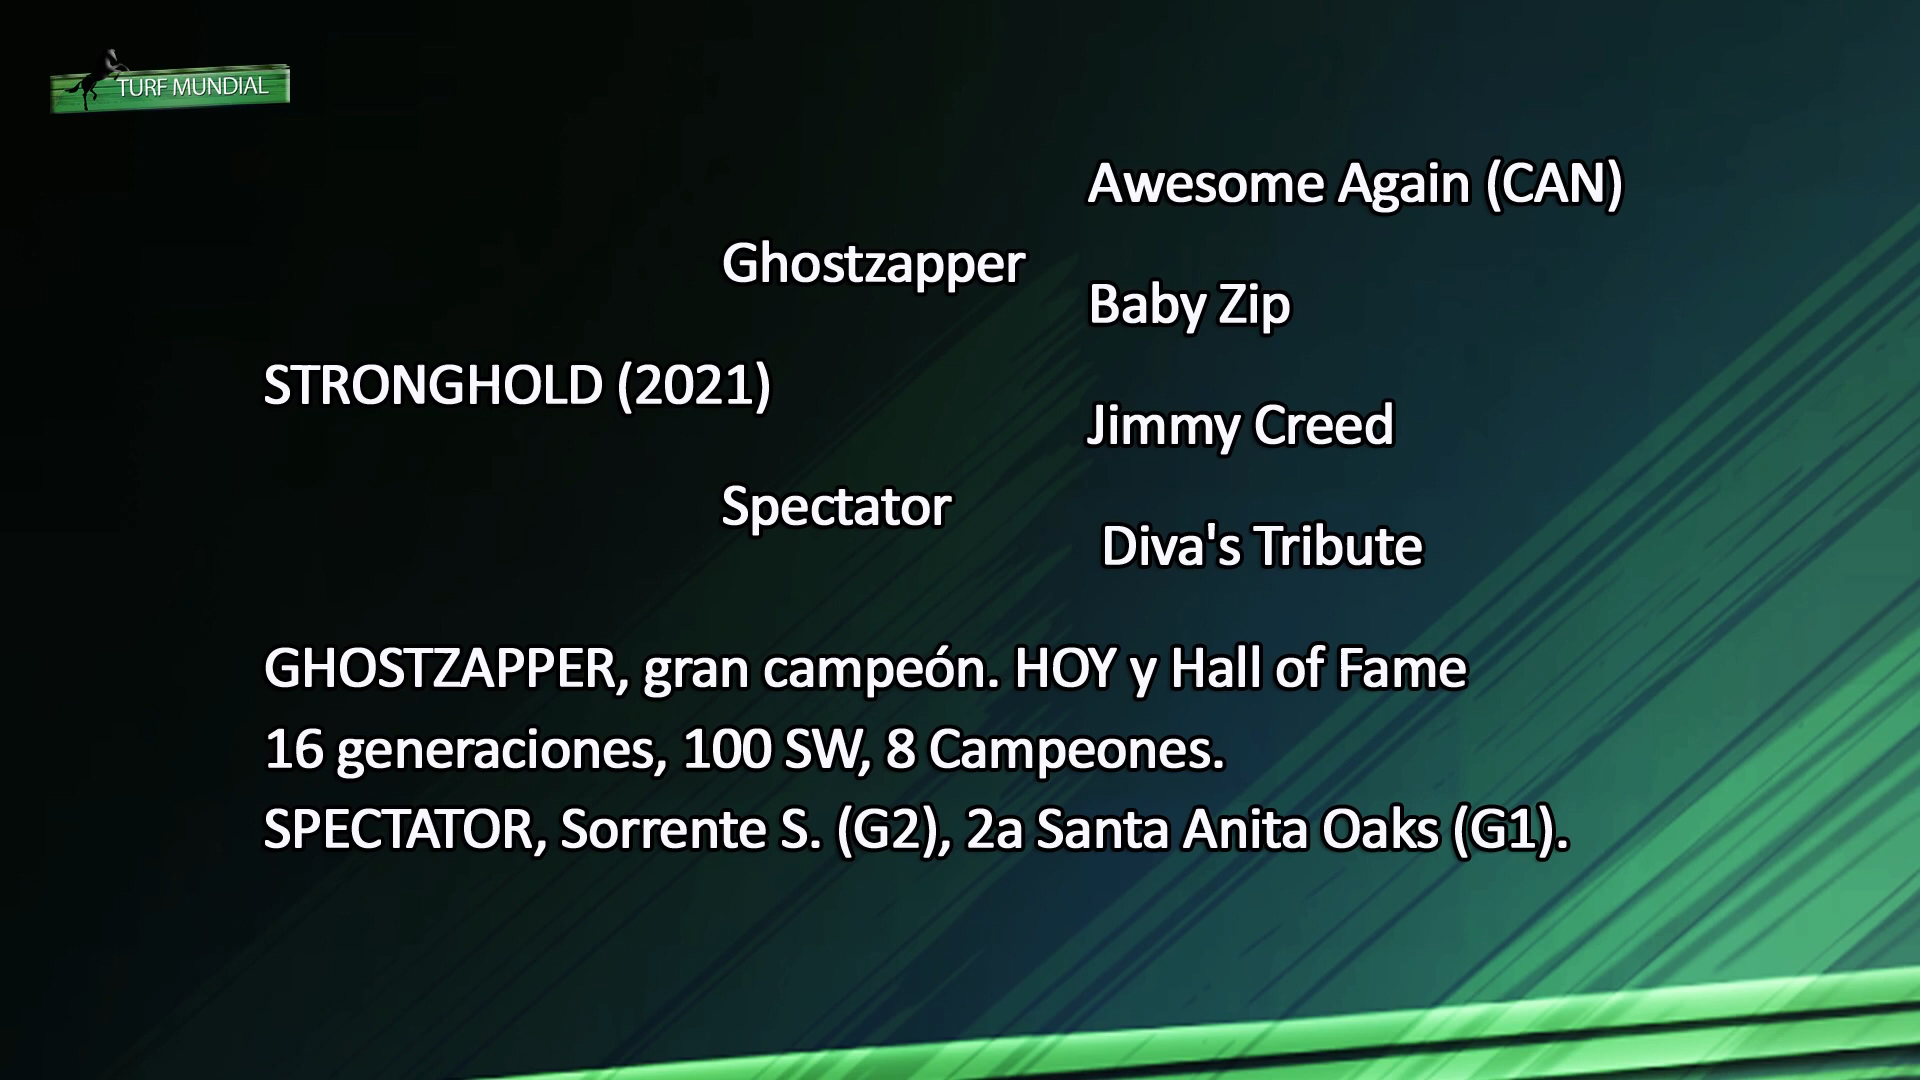 TURF MUNDIAL
Awesome Again (CAN)
Ghostzapper
Baby Zip
STRONGHOLD (2021)
Jimmy Creed
Spectator
Diva's Tribute
GHOSTZAPPER, gran campeón. HOY y Hall of Fame
16 generaciones, 100 SW, 8 Campeones.
SPECTATOR, Sorrente S. (G2), 2a Santa Anita Oaks (G1).